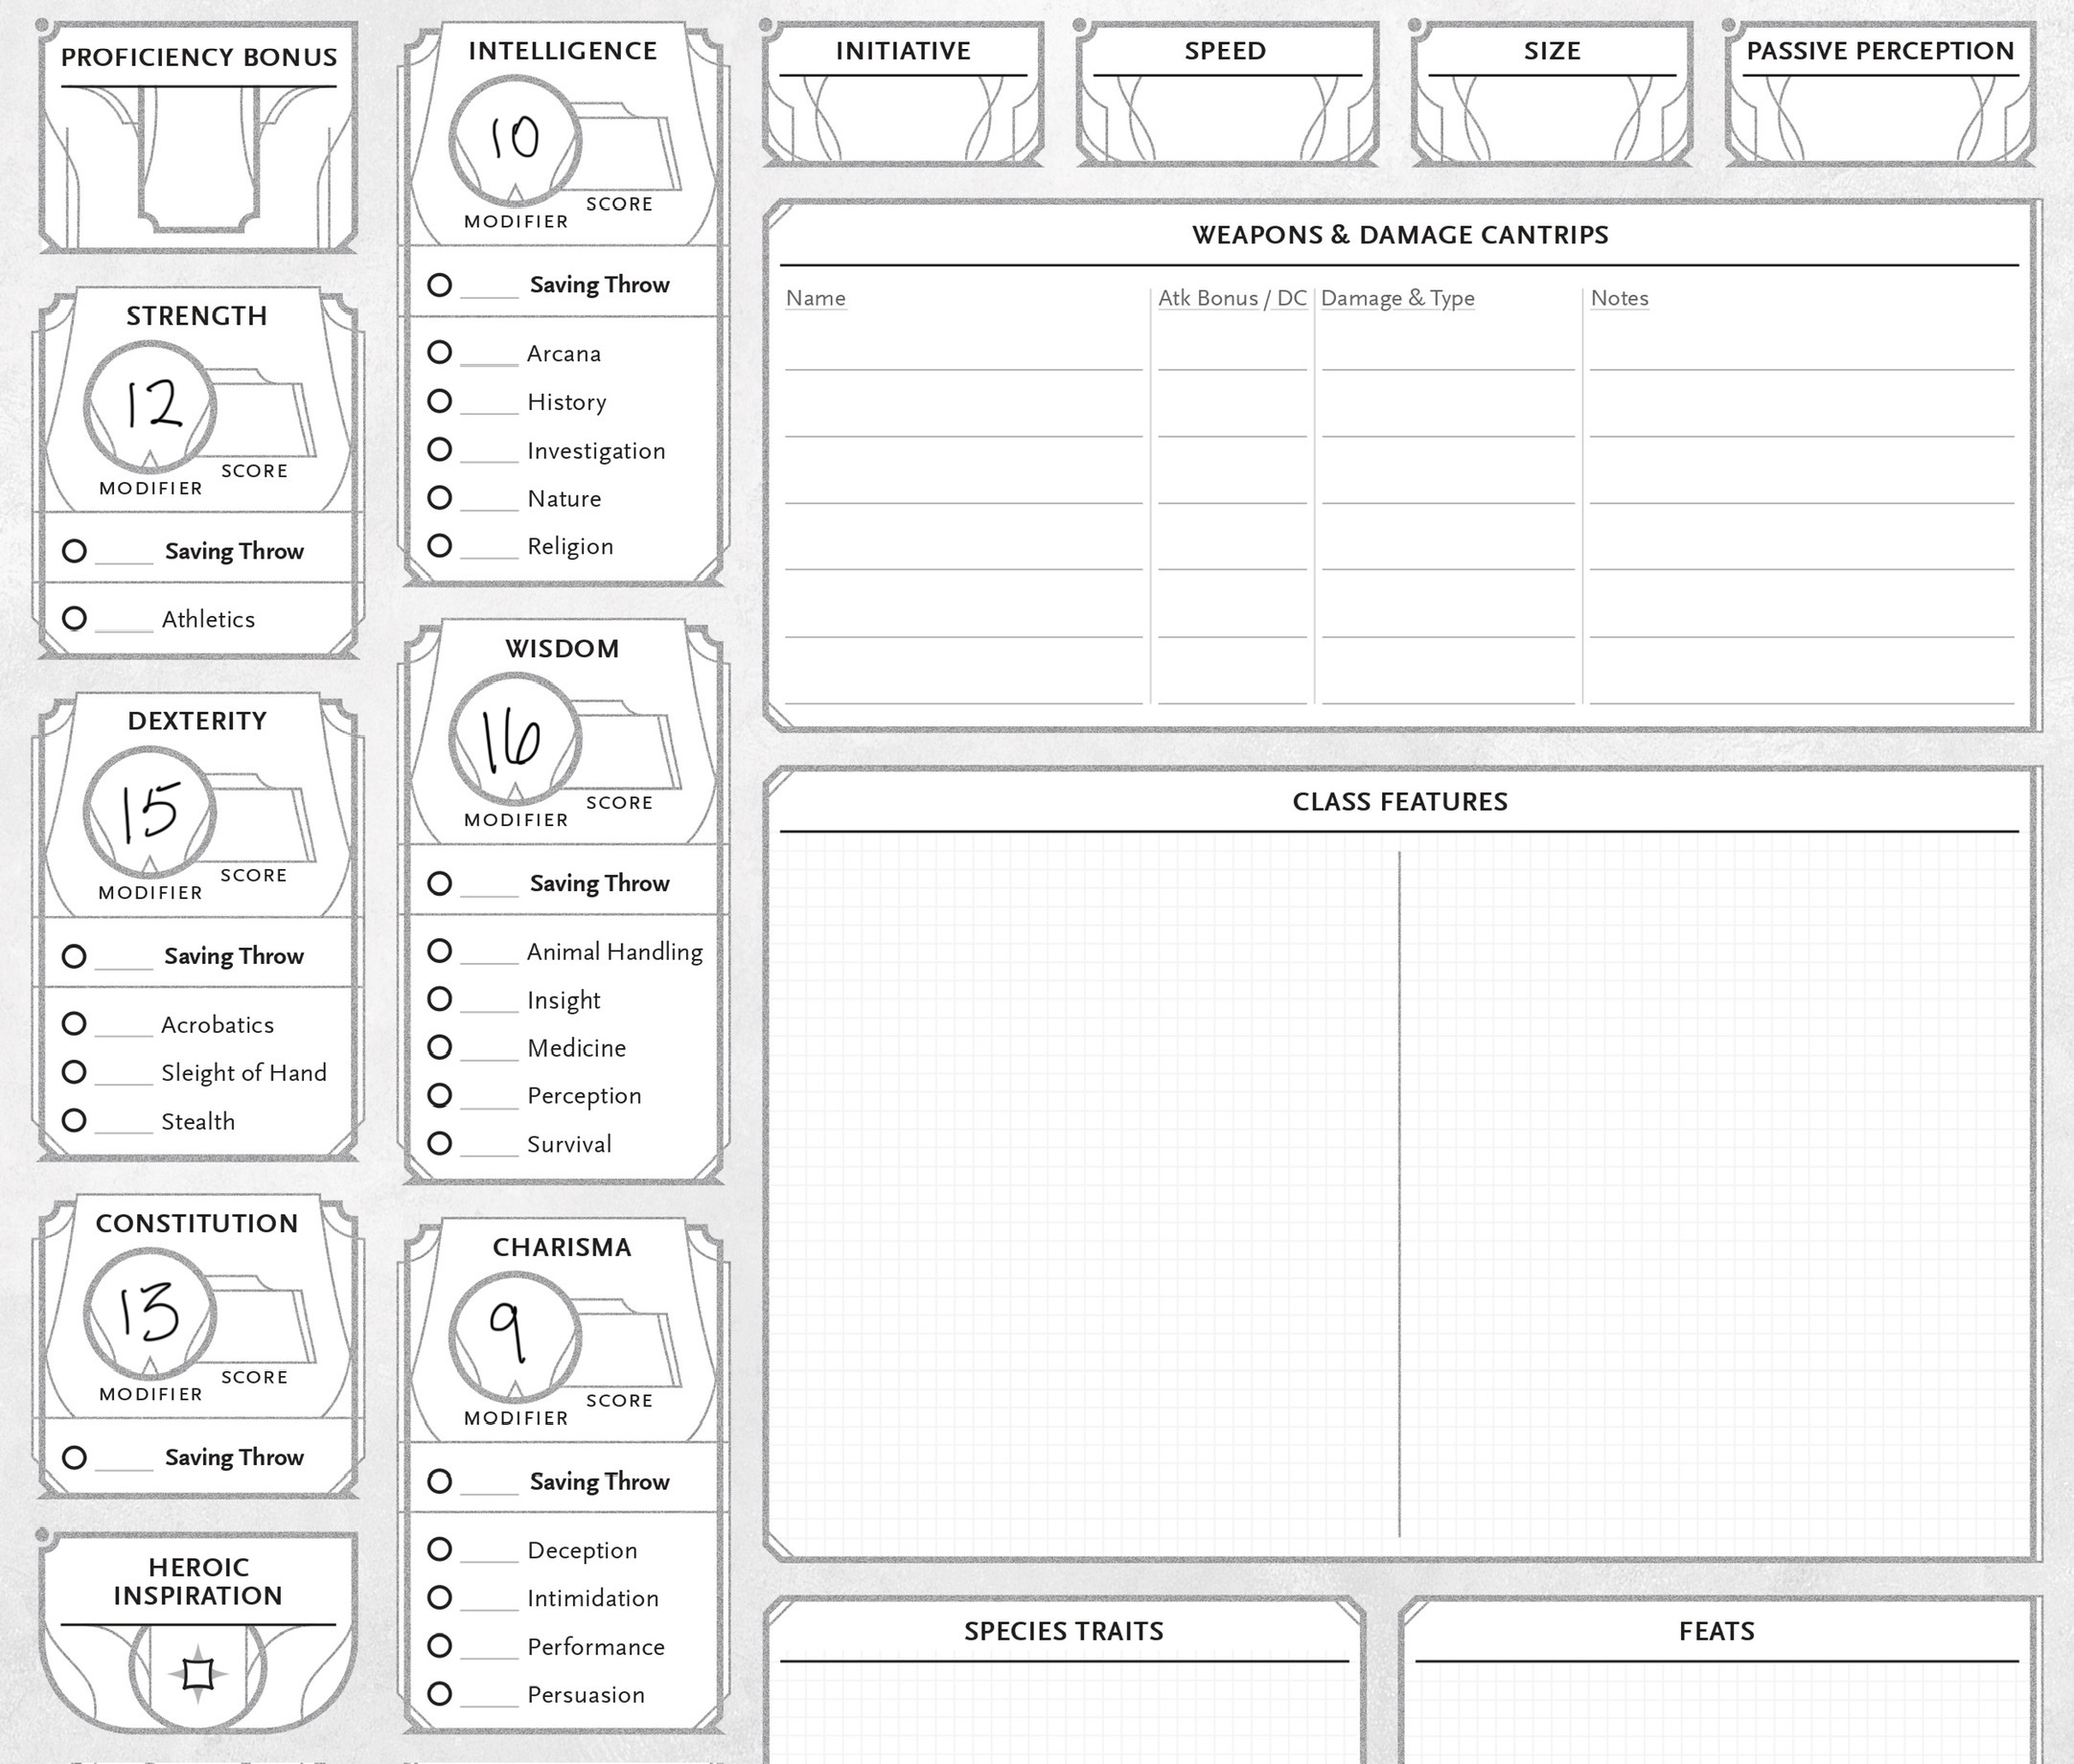 PROFICIENCY BONUS
STRENGTH
12
SCORE
MODIFIER
Saving Throw
Athletics
DEXTERITY
15
SCORE
MODIFIER
Saving Throw
Acrobatics
Sleight of Hand
Stealth
CONSTITUTION
13
SCORE
MODIFIER
Saving Throw
HEROIC
INSPIRATION
INTELLIGENCE
10
SCORE
MODIFIER
Saving Throw
Arcana
History
Investigation
Nature
Religion
WISDOM
16
SCORE
MODIFIER
Saving Throw
Animal Handling
Insight
Medicine
Perception
Survival
CHARISMA
9
SCORE
MODIFIER
Saving Throw
Deception
Intimidation
Performance
Persuasion
INITIATIVE
SPEED
SIZE
PASSIVE PERCEPTION
WEAPONS & DAMAGE CANTRIPS
Name Atk Bonus / DC Damage & Type Notes
CLASS FEATURES
SPECIES TRAITS
FEATS